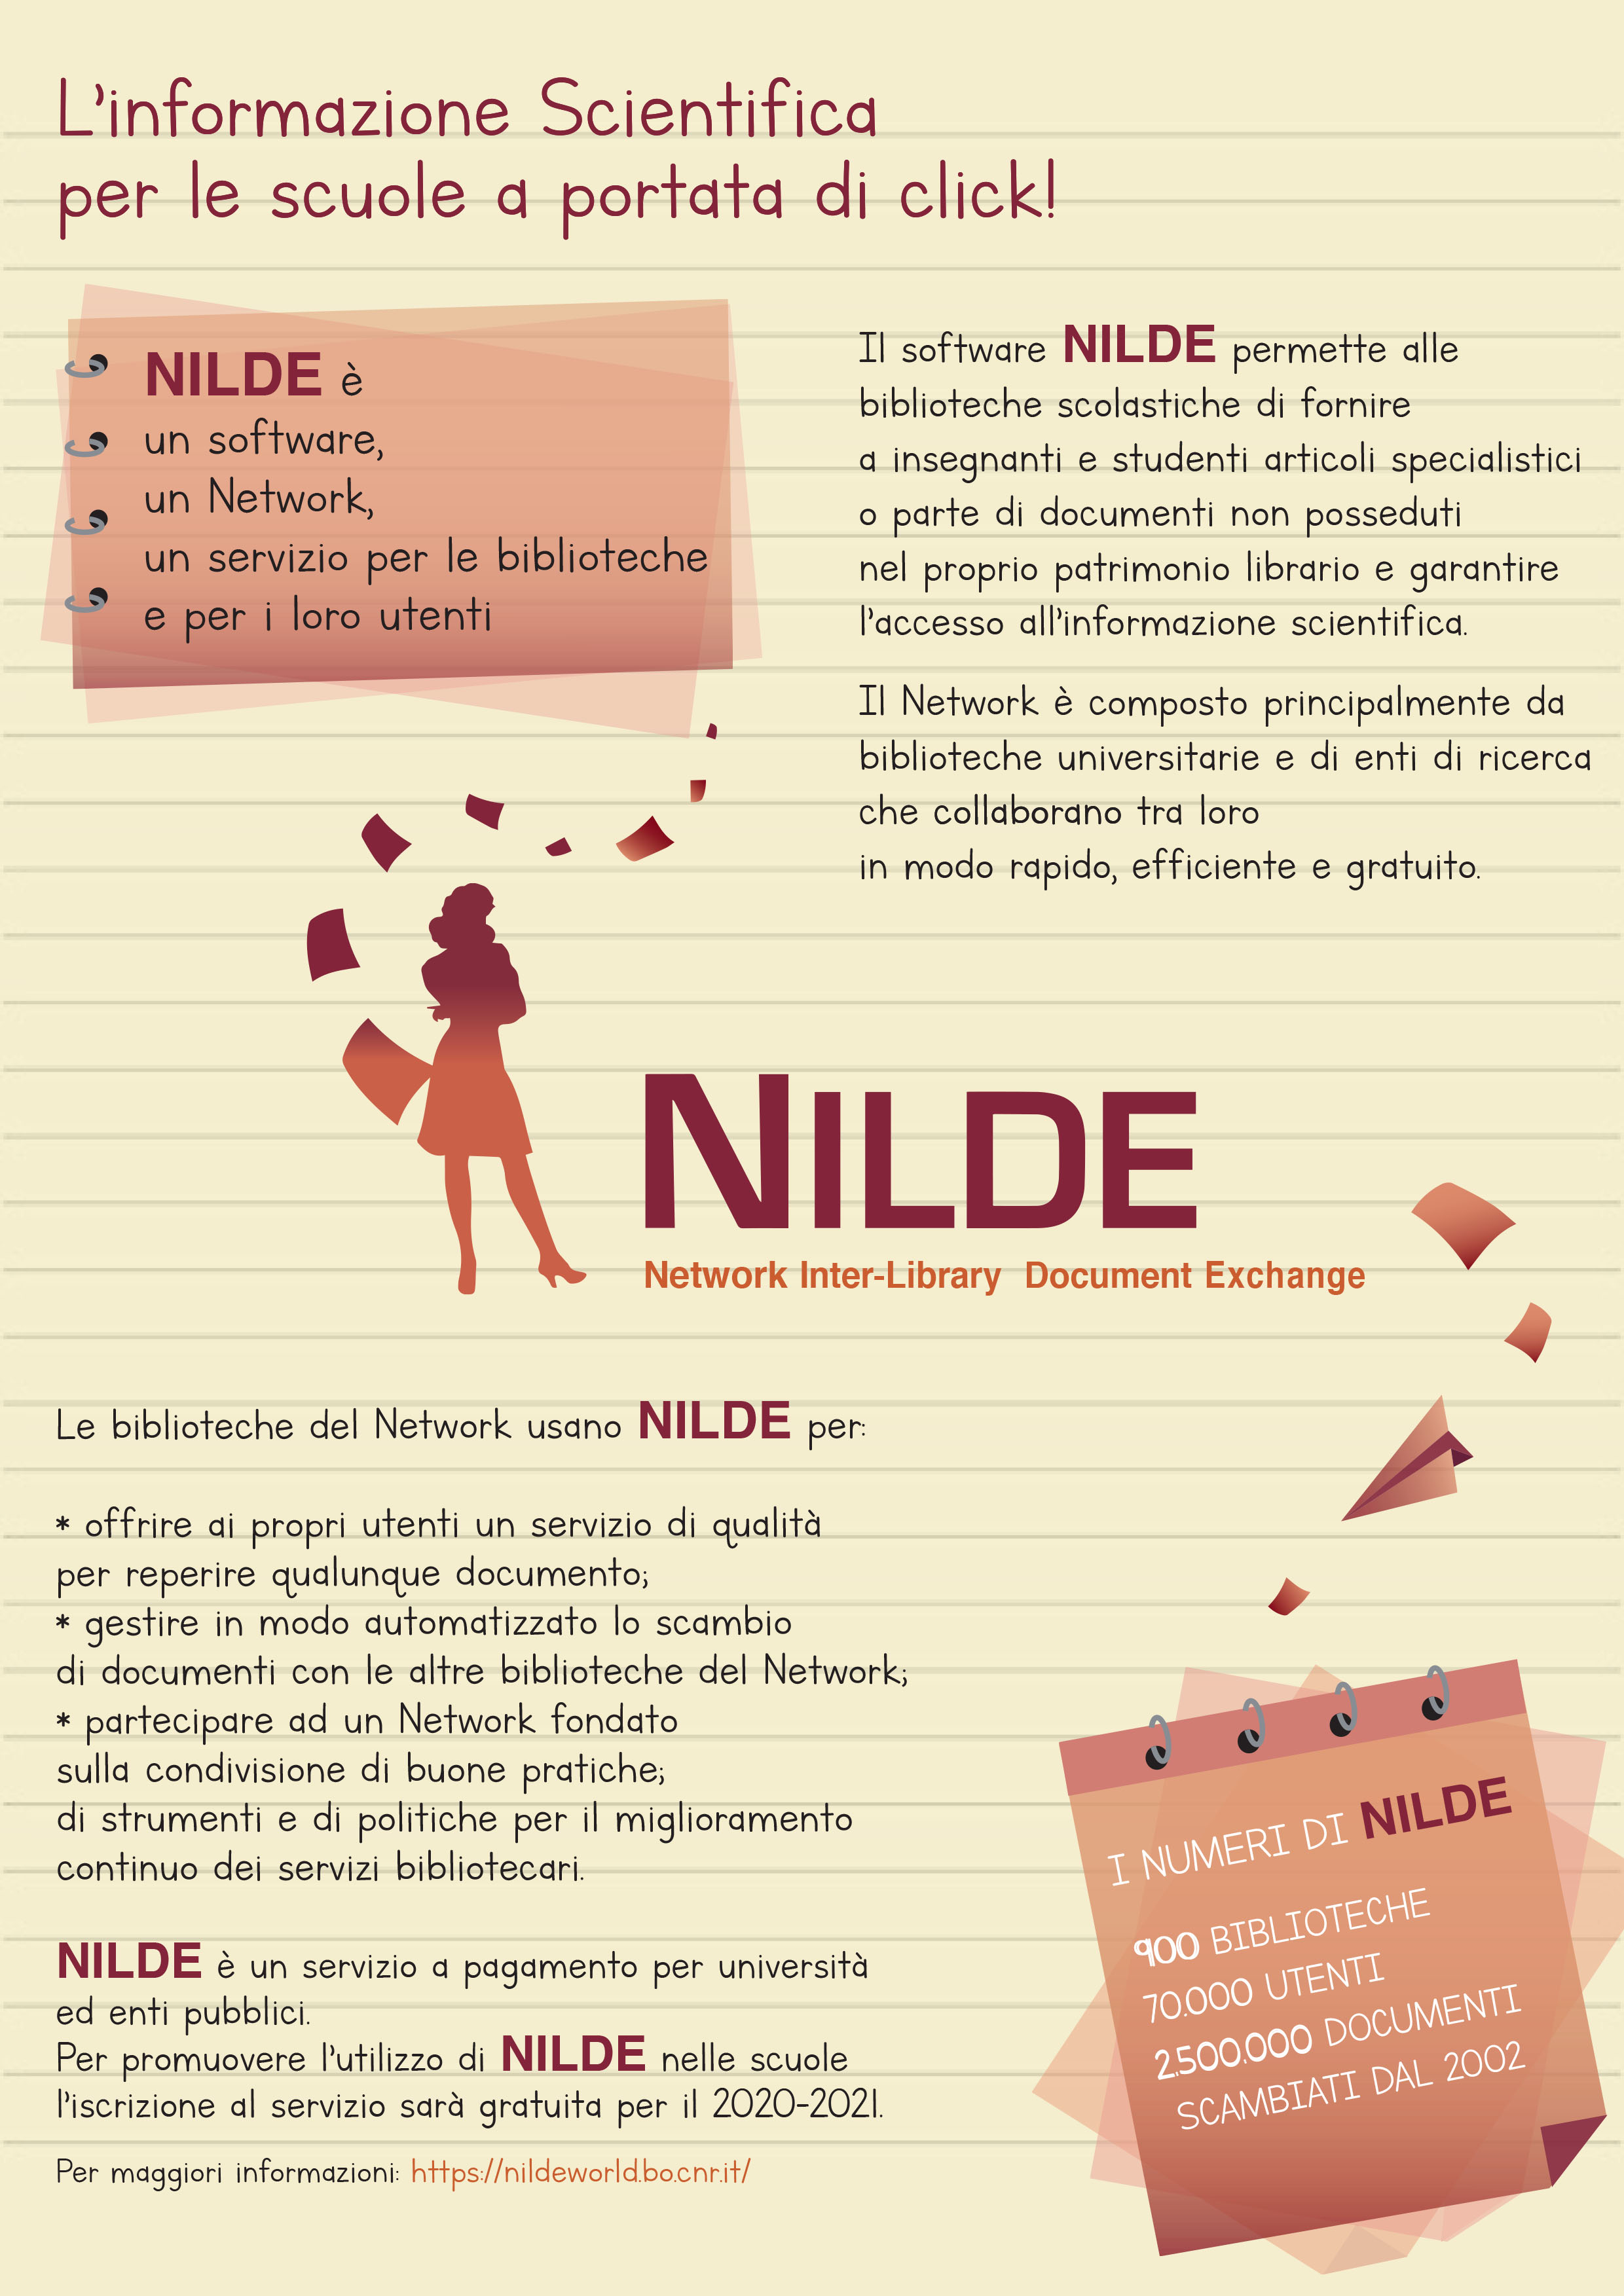 L'informazione Scientifica
per le scuole a portata di click!
NILDE è
un software,
un Network,
un servizio per le biblioteche
e per i loro utenti
Il software NILDE permette alle
biblioteche scolastiche di fornire
a insegnanti e studenti articoli specialistici
o parte di documenti non posseduti
nel proprio patrimonio librario e garantire
l'accesso all'informazione scientifica.
Il Network è composto principalmente da
biblioteche universitarie e di enti di ricerca
che collaborano tra loro
in modo rapido, efficiente e gratuito.
NILDE
Network Inter-Library Document Exchange
Le biblioteche del Network usano NILDE per:
* offrire ai propri utenti un servizio di qualità
per reperire qualunque documento;
* gestire in modo automatizzato lo scambio
di documenti con le altre biblioteche del Network;
* partecipare ad un Network fondato
sulla condivisione di buone pratiche;
di strumenti e di politiche per il miglioramento
continuo dei servizi bibliotecari.
NILDE è un servizio a pagamento per università
ed enti pubblici.
Per promuovere l'utilizzo di NILDE nelle scuole
l'iscrizione al servizio sarà gratuita per il 2020-2021.
Per maggiori informazioni: https://nildeworld.bo.cnr.it/
I NUMERI DI NILDE
900 BIBLIOTECHE
70.000 UTENTI
2.500.000 DOCUMENTI
SCAMBIATI DAL 2002